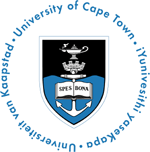 University of Cape Town • iYunivesithi yaseKapa • Universiteit van Kaapstad •
SPES BONA